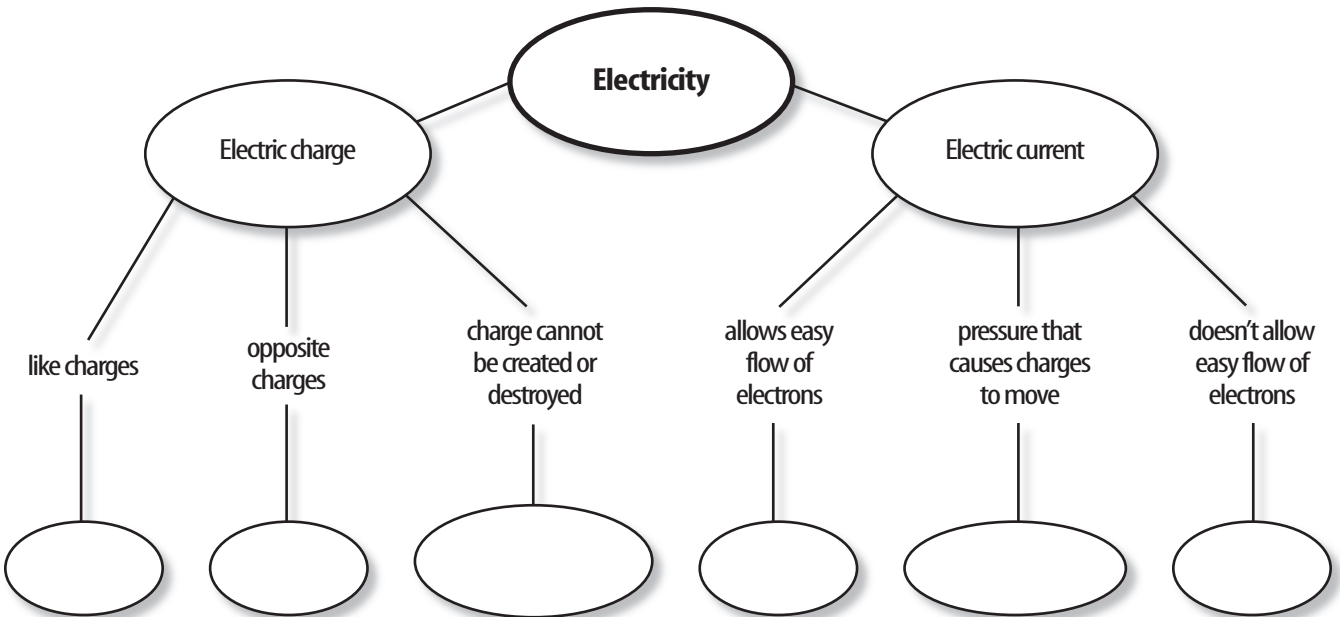 Electricity
Electric charge
Electric current
like charges
opposite
charges
charge cannot
be created or
destroyed
allows easy
flow of
electrons
pressure that
causes charges
to move
doesn't allow
easy flow of
electrons